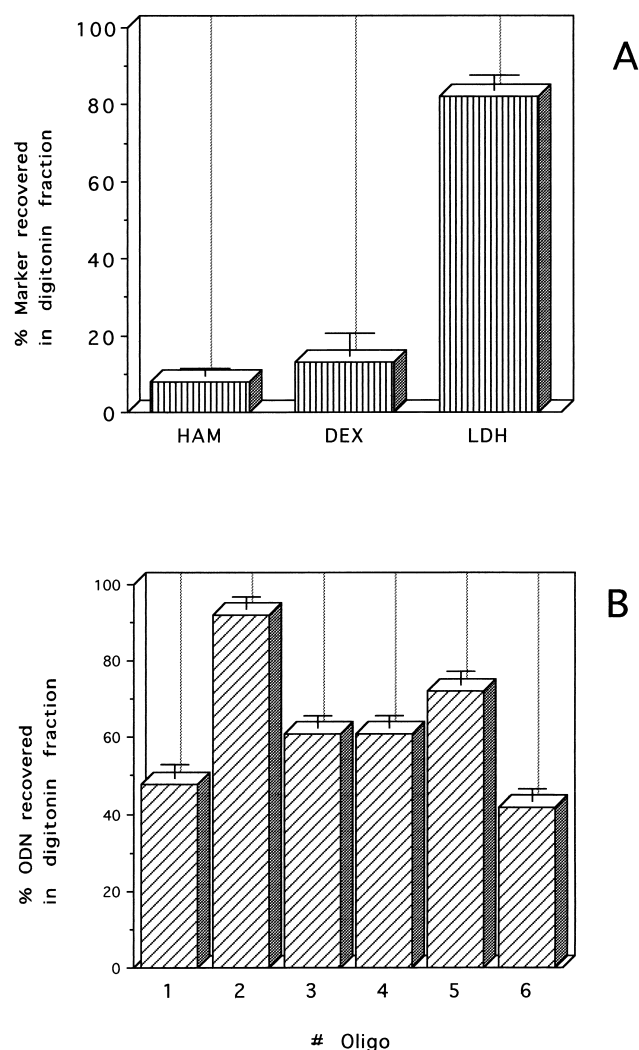 A
% Marker recovered
in digitonin fraction
100
80
60
40
20
0
HAM DEX LDH
B
% ODN recovered
in digitonin fraction
100
80
60
40
20
0
1 2 3 4 5 6
# Oligo